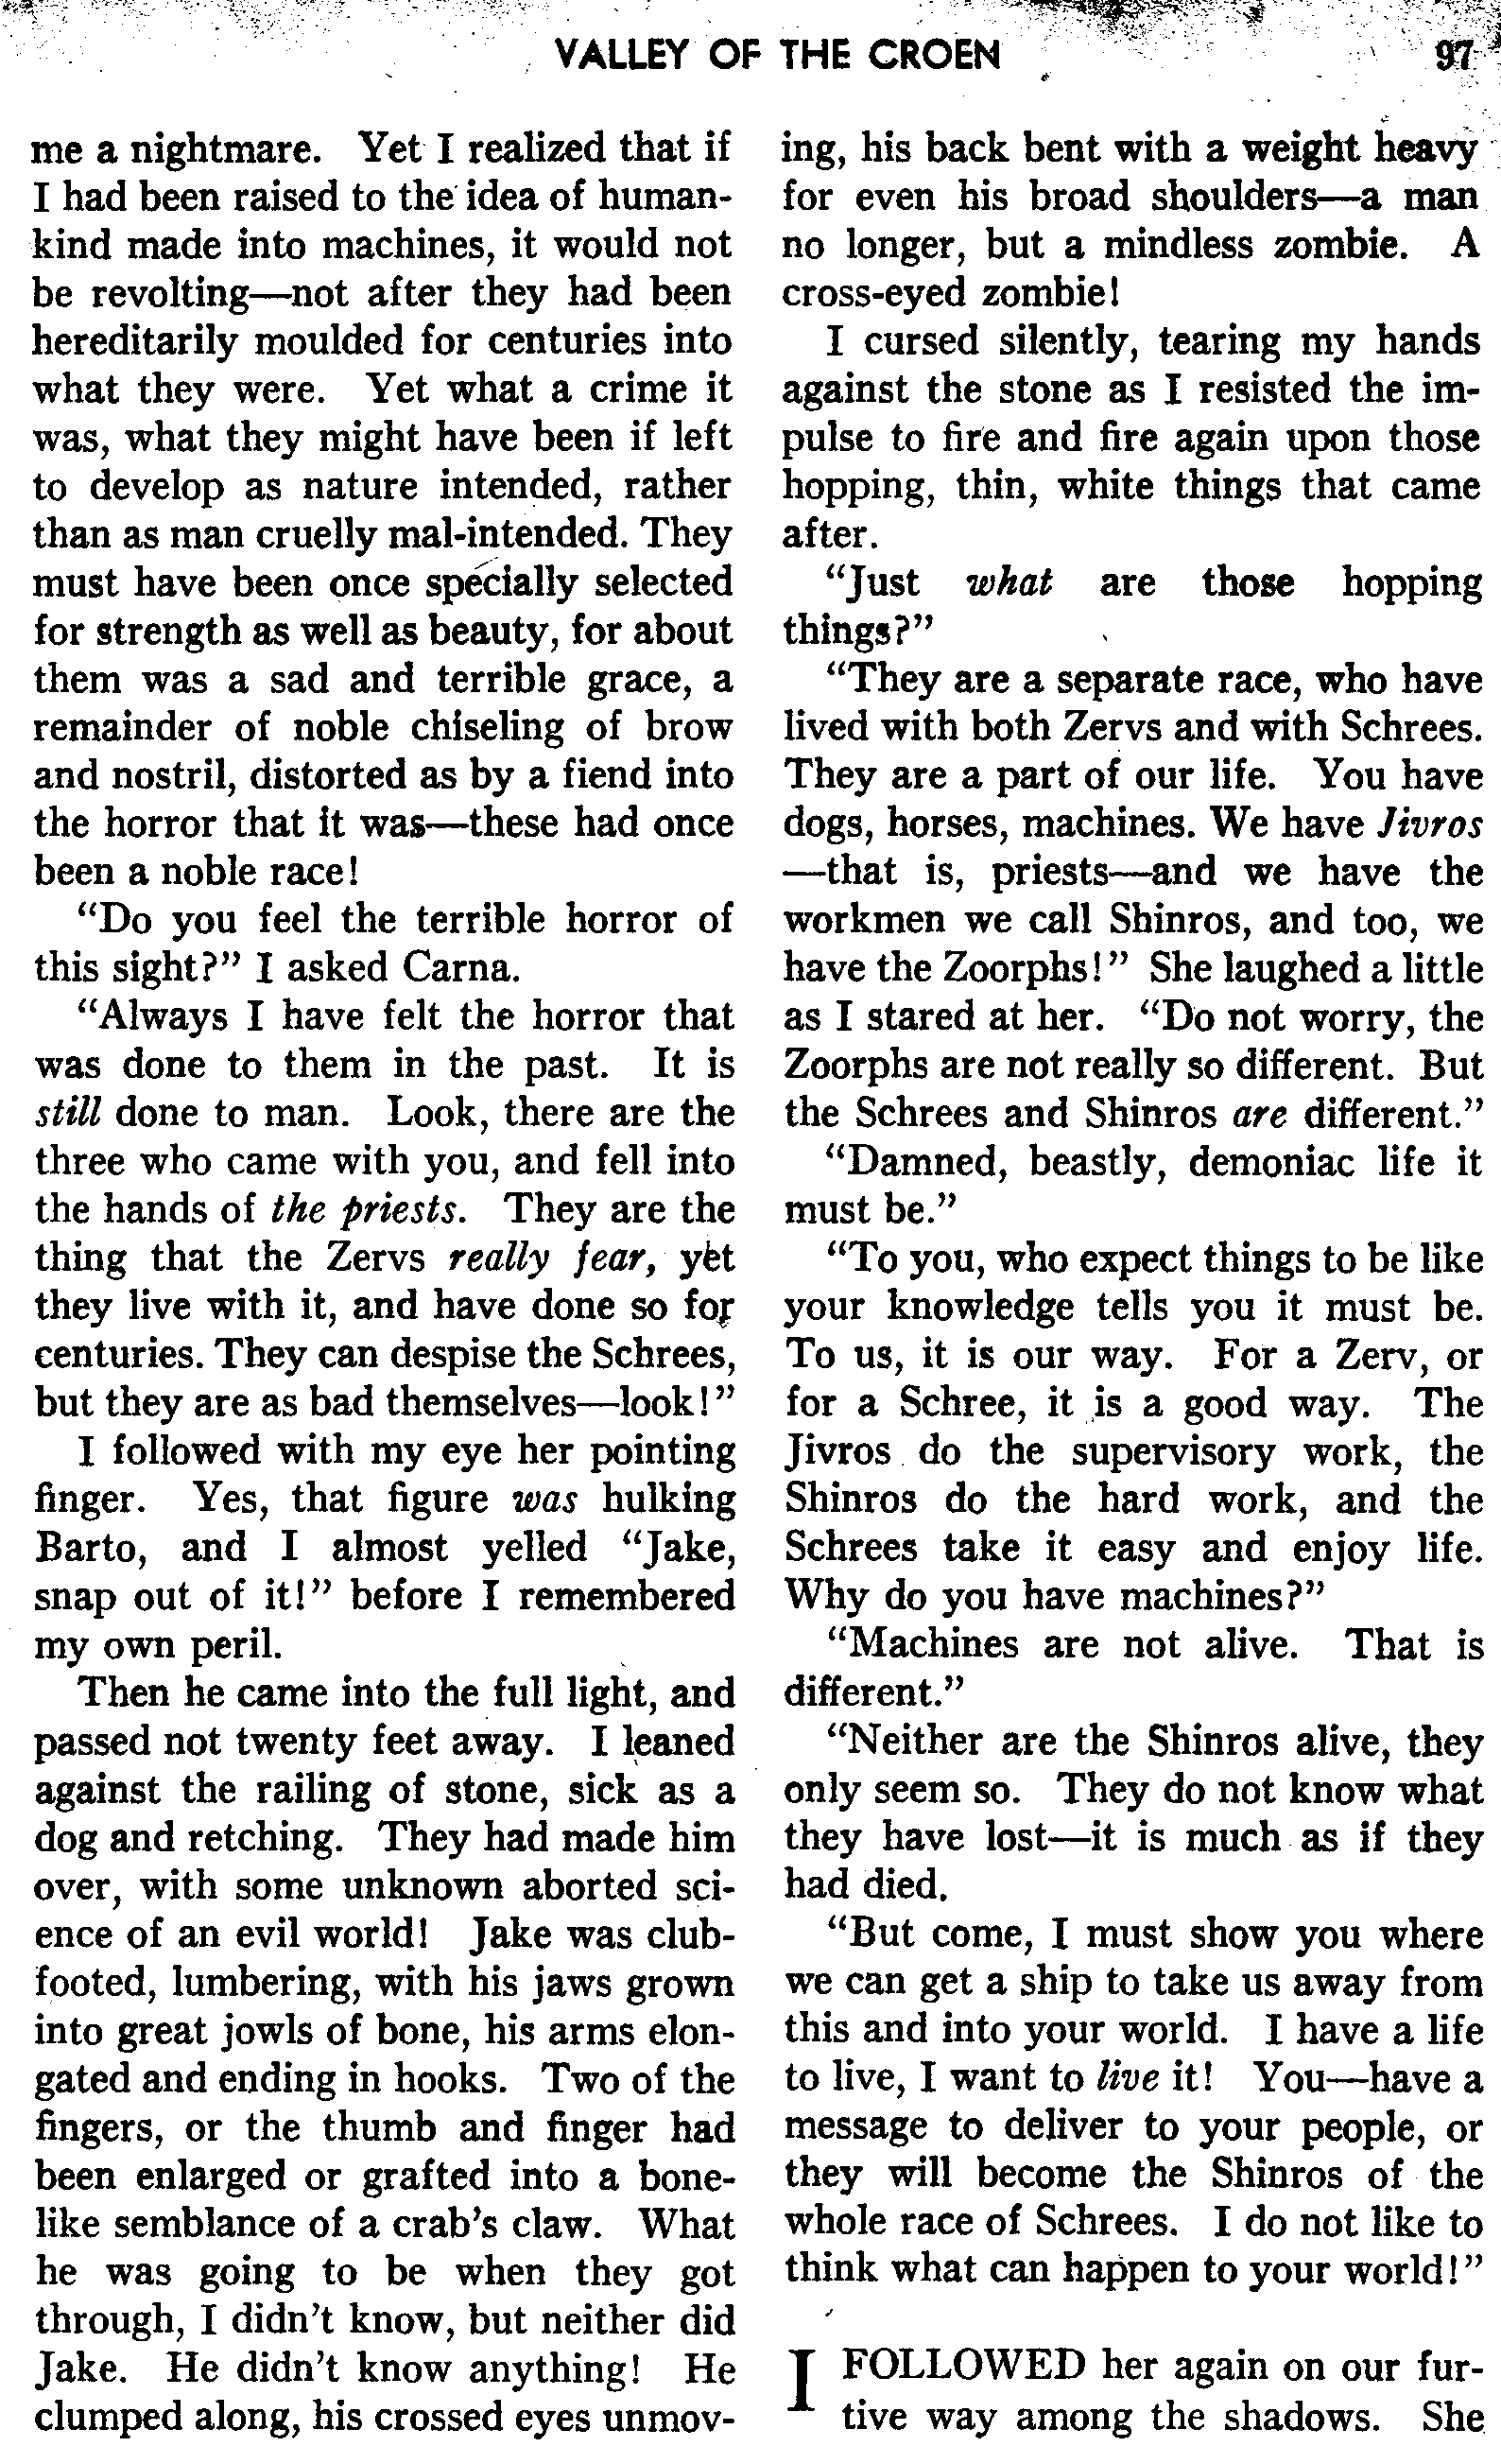 VALLEY OF THE CROEN 97
me a nightmare. Yet I realized that if
I had been raised to the idea of human-
kind made into machines, it would not
be revolting—not after they had been
hereditarily moulded for centuries into
what they were. Yet what a crime it
was, what they might have been if left
to develop as nature intended, rather
than as man cruelly mal-intended. They
must have been once specially selected
for strength as well as beauty, for about
them was a sad and terrible grace, a
remainder of noble chiseling of brow
and nostril, distorted as by a fiend into
the horror that it was—these had once
been a noble race!
"Do you feel the terrible horror of
this sight?" I asked Carna.
"Always I have felt the horror that
was done to them in the past. It is
still done to man. Look, there are the
three who came with you, and fell into
the hands of the priests. They are the
thing that the Zervs really fear, yet
they live with it, and have done so for
centuries. They can despise the Schrees,
but they are as bad themselves—look!"
I followed with my eye her pointing
finger. Yes, that figure was hulking
Barto, and I almost yelled "Jake,
snap out of it!" before I remembered
my own peril.
Then he came into the full light, and
passed not twenty feet away. I leaned
against the railing of stone, sick as a
dog and retching. They had made him
over, with some unknown aborted sci-
ence of an evil world! Jake was club-
footed, lumbering, with his jaws grown
into great jowls of bone, his arms elon-
gated and ending in hooks. Two of the
fingers, or the thumb and finger had
been enlarged or grafted into a bone-
like semblance of a crab's claw. What
he was going to be when they got
through, I didn't know, but neither did
Jake. He didn't know anything! He
clumped along, his crossed eyes unmov-
ing, his back bent with a weight heavy
for even his broad shoulders—a man
no longer, but a mindless zombie. A
cross-eyed zombie!
I cursed silently, tearing my hands
against the stone as I resisted the im-
pulse to fire and fire again upon those
hopping, thin, white things that came
after.
"Just what are those hopping
things?"
"They are a separate race, who have
lived with both Zervs and with Schrees.
They are a part of our life. You have
dogs, horses, machines. We have Jivros
—that is, priests—and we have the
workmen we call Shinros, and too, we
have the Zoorphs!" She laughed a little
as I stared at her. "Do not worry, the
Zoorphs are not really so different. But
the Schrees and Shinros are different."
"Damned, beastly, demoniac life it
must be."
"To you, who expect things to be like
your knowledge tells you it must be.
To us, it is our way. For a Zerv, or
for a Schree, it is a good way. The
Jivros do the supervisory work, the
Shinros do the hard work, and the
Schrees take it easy and enjoy life.
Why do you have machines?"
"Machines are not alive. That is
different."
"Neither are the Shinros alive, they
only seem so. They do not know what
they have lost—it is much as if they
had died.
"But come, I must show you where
we can get a ship to take us away from
this and into your world. I have a life
to live, I want to live it! You—have a
message to deliver to your people, or
they will become the Shinros of the
whole race of Schrees. I do not like to
think what can happen to your world!"
I FOLLOWED her again on our fur-
tive way among the shadows. She